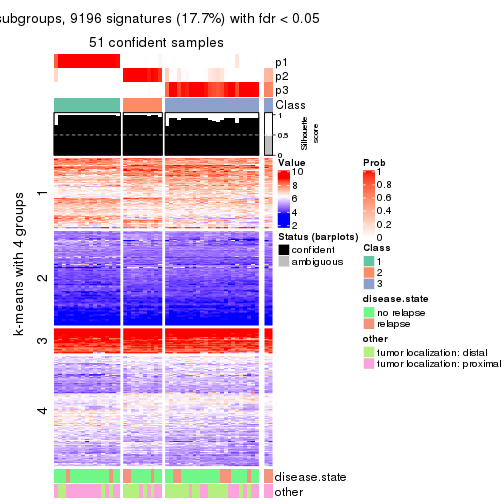 subgroups, 9196 signatures (17.7%) with fdr < 0.05
51 confident samples
p1
p2
p3
Class
1
0.5
0
Silhouette
score
k-means with 4 groups
1
2
3
4
Value
10
8
6
4
2
Status (barplots)
confident
ambiguous
Prob
1
0.8
0.6
0.4
0.2
0
Class
1
2
3
disease.state
no relapse
relapse
other
tumor localization: distal
tumor localization: proximal
disease.state
other